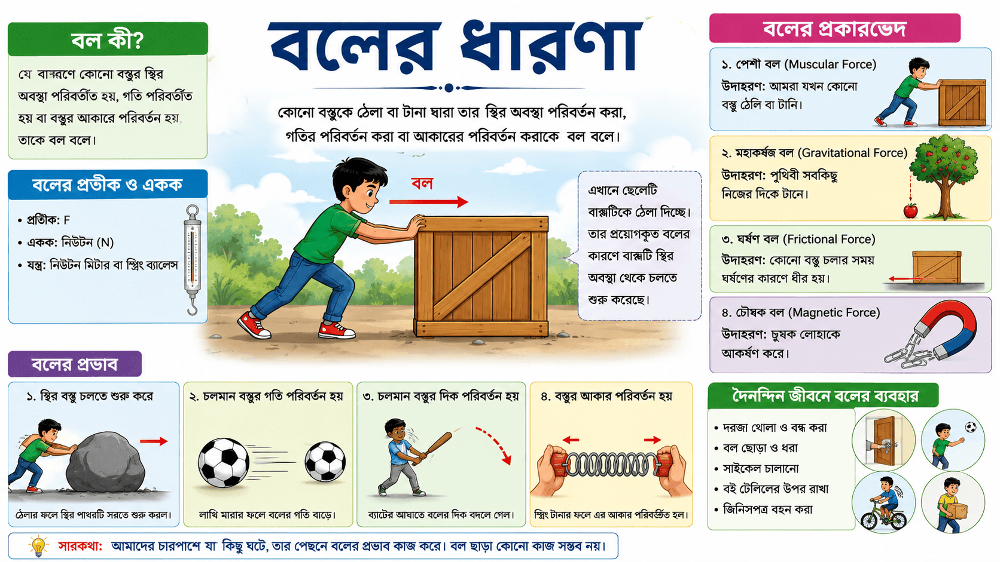 বলের ধারণা
কোনো বস্তুকে ঠেলা বা টানা দ্বারা তার স্থির অবস্থা পরিবর্তন করা,
গতির পরিবর্তন করা বা আকারের পরিবর্তন করাকে বল বলে।
বল কী?
যে কোনো বস্তুর স্থির
অবস্থা পরিবর্তীত হয়, গতি পরিবর্তীত
হয় বা বস্তুর আকারে পরিবর্তন হয়,
তাকে বল বলে।
বলের প্রতীক ও একক
• প্রতীক: F
• একক: নিউটন (N)
• যন্ত্র: নিউটন মিটার বা স্প্রিং ব্যালেস
বল
এখানে ছেলেটি
বাক্সটিকে ঠেলা দিচ্ছে।
তার প্রয়োগকৃত বলের
কারণে বাক্সটি স্থির
অবস্থা থেকে চলতে
শুরু করেছে।
বলের প্রকারভেদ
১. পেশী বল (Muscular Force)
উদাহরণ: আমরা যখন কোনো
বস্তু ঠেলি বা টানি।
২. মহাকর্ষজ বল (Gravitational Force)
উদাহরণ: পৃথিবী সবকিছু
নিজের দিকে টানে।
৩. ঘর্ষণ বল (Frictional Force)
উদাহরণ: কোনো বস্তু চলার সময়
ঘর্ষণের কারণে ধীর হয়।
৪. চৌষক বল (Magnetic Force)
উদাহরণ: চুষক লোহাকে
আকর্ষণ করে।
বলের প্রভাব
১. স্থির বস্তু চলতে শুরু করে
ঠেলার ফলে স্থির পাথরটি সরতে শুরু করল।
২. চলমান বস্তুর গতি পরিবর্তন হয়
লাথি মারার ফলে বলের গতি বাড়ে।
৩. চলমান বস্তুর দিক পরিবর্তন হয়
ব্যাটের আঘাতে বলের দিক বদলে গেল।
৪. বস্তুর আকার পরিবর্তন হয়
স্প্রিং টানার ফলে এর আকার হল।
দৈনন্দিন জীবনে বলের ব্যবহার
• দরজা খোলা ও বন্ধ করা
• বল ছোড়া ও ধরা
• সাইকেল চালানো
• বই টেলিলের উপর রাখা
• জিনিসপত্র বহন করা
সারকথা: আমাদের চারপাশে যা কিছু ঘটে, তার পেছনে বলের প্রভাব কাজ করে। বল ছাড়া কোনো কাজ সম্ভব নয়।